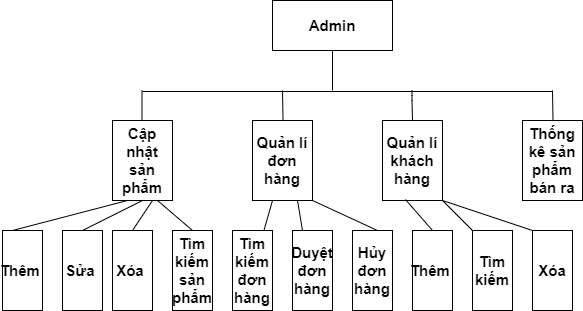 Admin
Cập
nhật
sản
phẩm
Quản lí
đơn
hàng
Quản lí
khách
hàng
Thống
kê sản
phẩm
bán ra
Thêm
Sửa
Xóa
Tìm
kiếm
sản
phẩm
Tìm
kiếm
đơn
hàng
Duyệt
đơn
hàng
Hủy
đơn
hàng
Thêm
Tìm
kiếm
Xóa